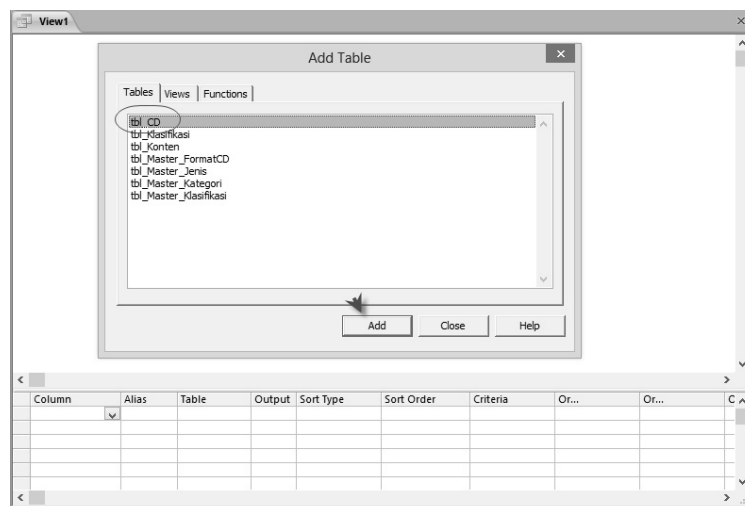 View1
Add Table
Tables Views Functions
tbl_CD
tbl_Klasifikasi
tbl_Konten
tbl_Master_FormatCD
tbl_Master_Jenis
tbl_Master_Kategori
tbl_Master_Klasifikasi
Add Close Help
Column Alias Table Output Sort Type Sort Order Criteria Or... Or... C